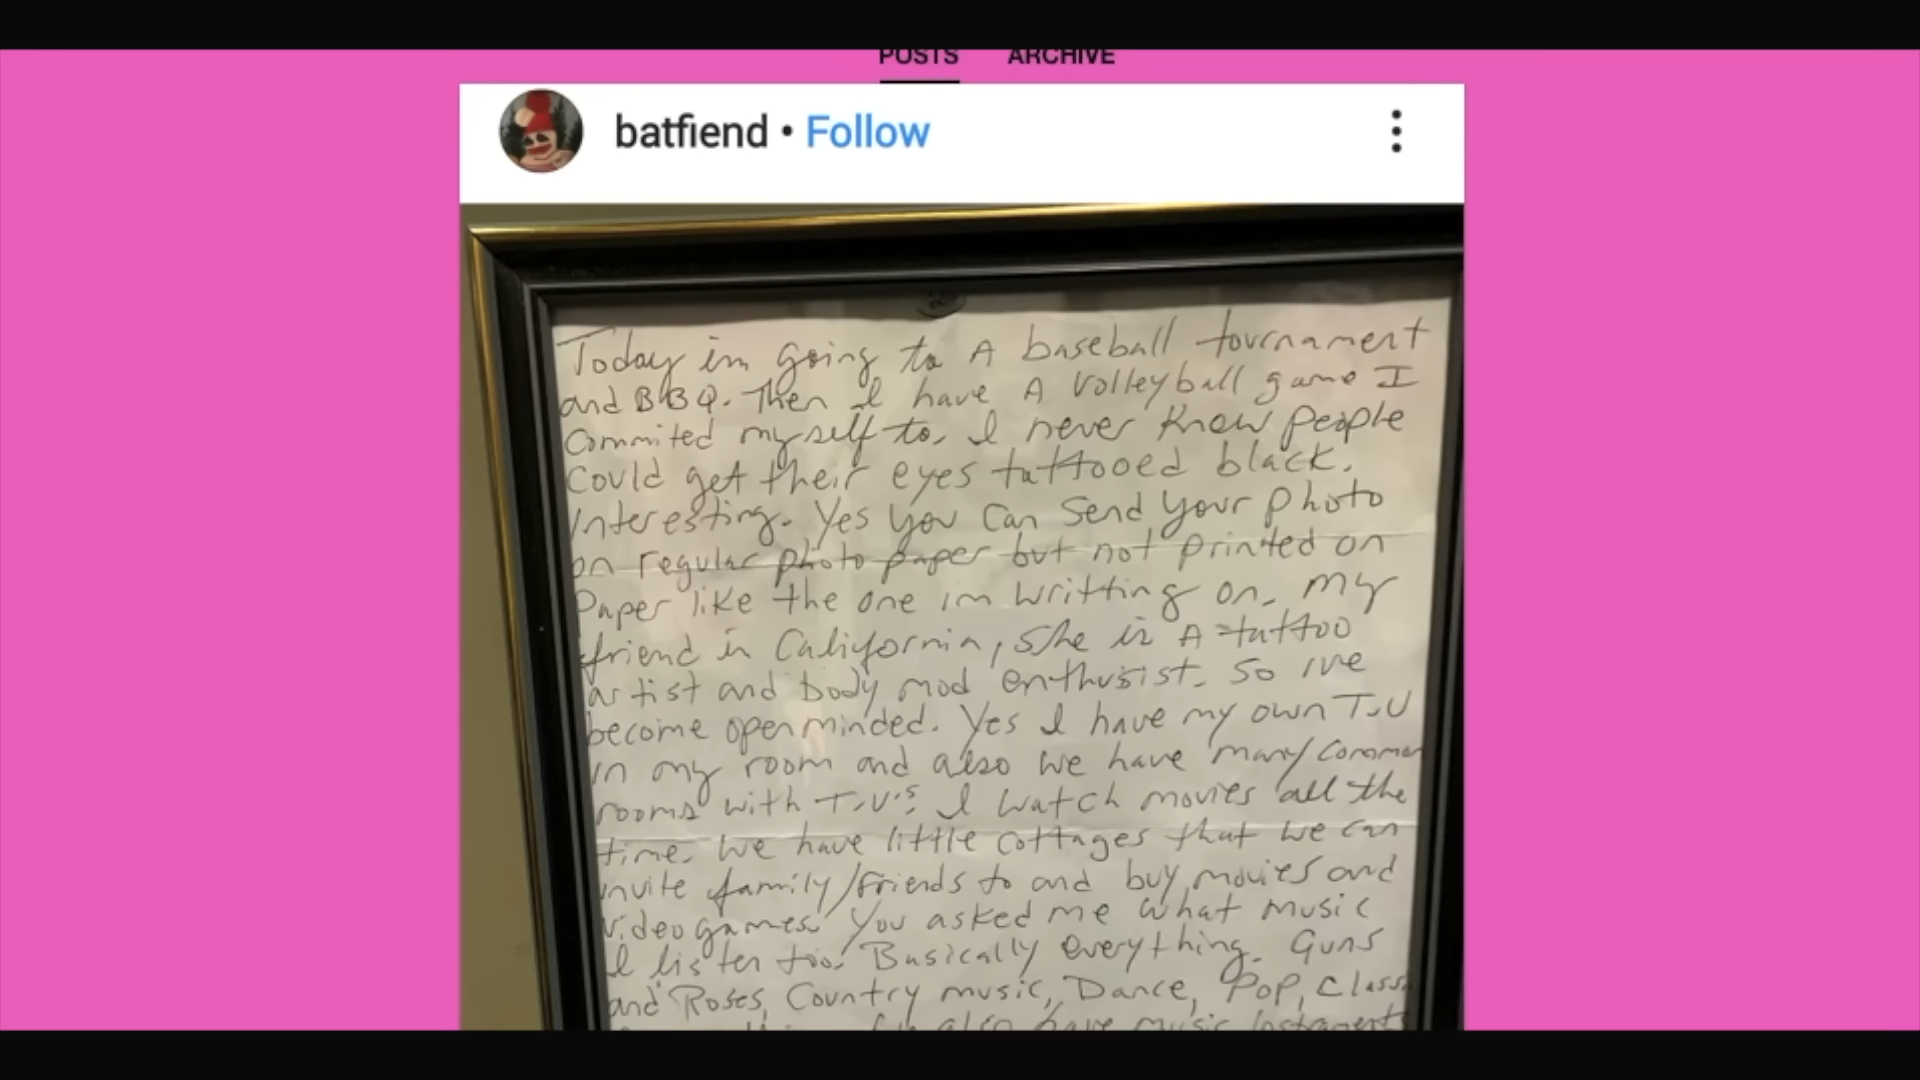 POSTS ARCHIVE
batfiend • Follow
Today im going to A baseball tournament
and BBQ. Then I have A volleyball game I
Commited myself to. I never Knew people
Could get their eyes tattooed black.
Interesting. Yes you Can Send your photo
on regular photo paper but not printed on
Paper like the one im writting on. My
friend in California, She is A tattoo
artist and body mod enthusist. So ive
become openminded. Yes I have my own T.V
in my room and also we have many common
rooms with T.V's. I watch movies all the
time. We have little cottages that we can
invite family/friends to and buy movies and
videogames. You asked me what music
I listen too. Basically everything. Guns
and Roses, Country music, Dance, Pop,
also have music